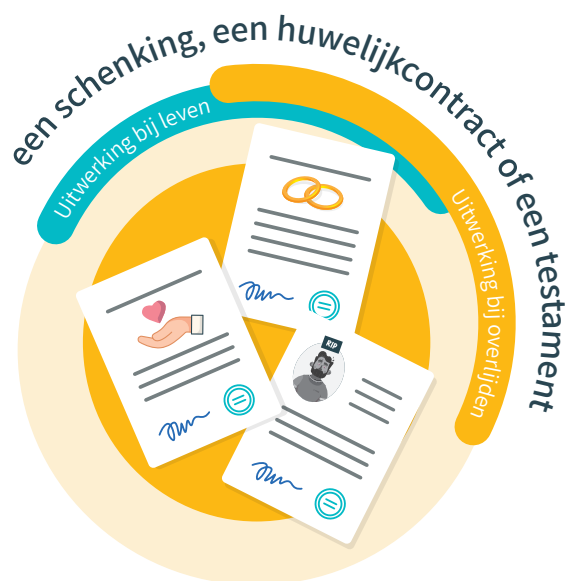 een schenking, een huwelijkcontract of een testament
Uitwerking bij leven
Uitwerking bij overlijden
RIP